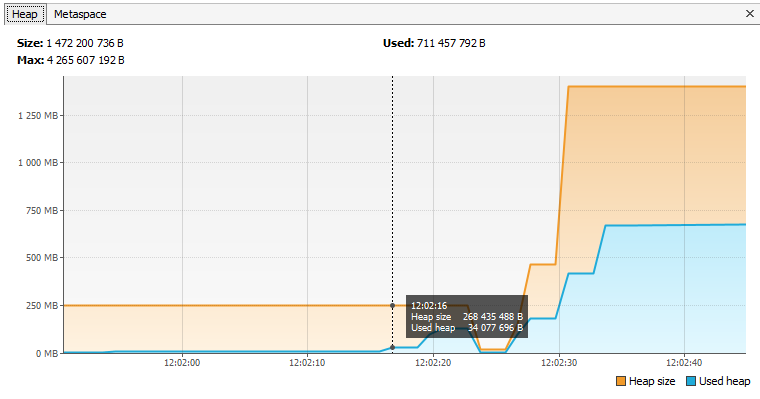 Heap Metaspace
Size: 1 472 200 736 B Used: 711 457 792 B
Max: 4 265 607 192 B
1 250 MB
1 000 MB
750 MB
500 MB
250 MB
0 MB
12:02:16
Heap size 268 435 488 B
Used heap 34 077 696 B
12:02:00 12:02:10 12:02:20 12:02:30 12:02:40
Heap size Used heap